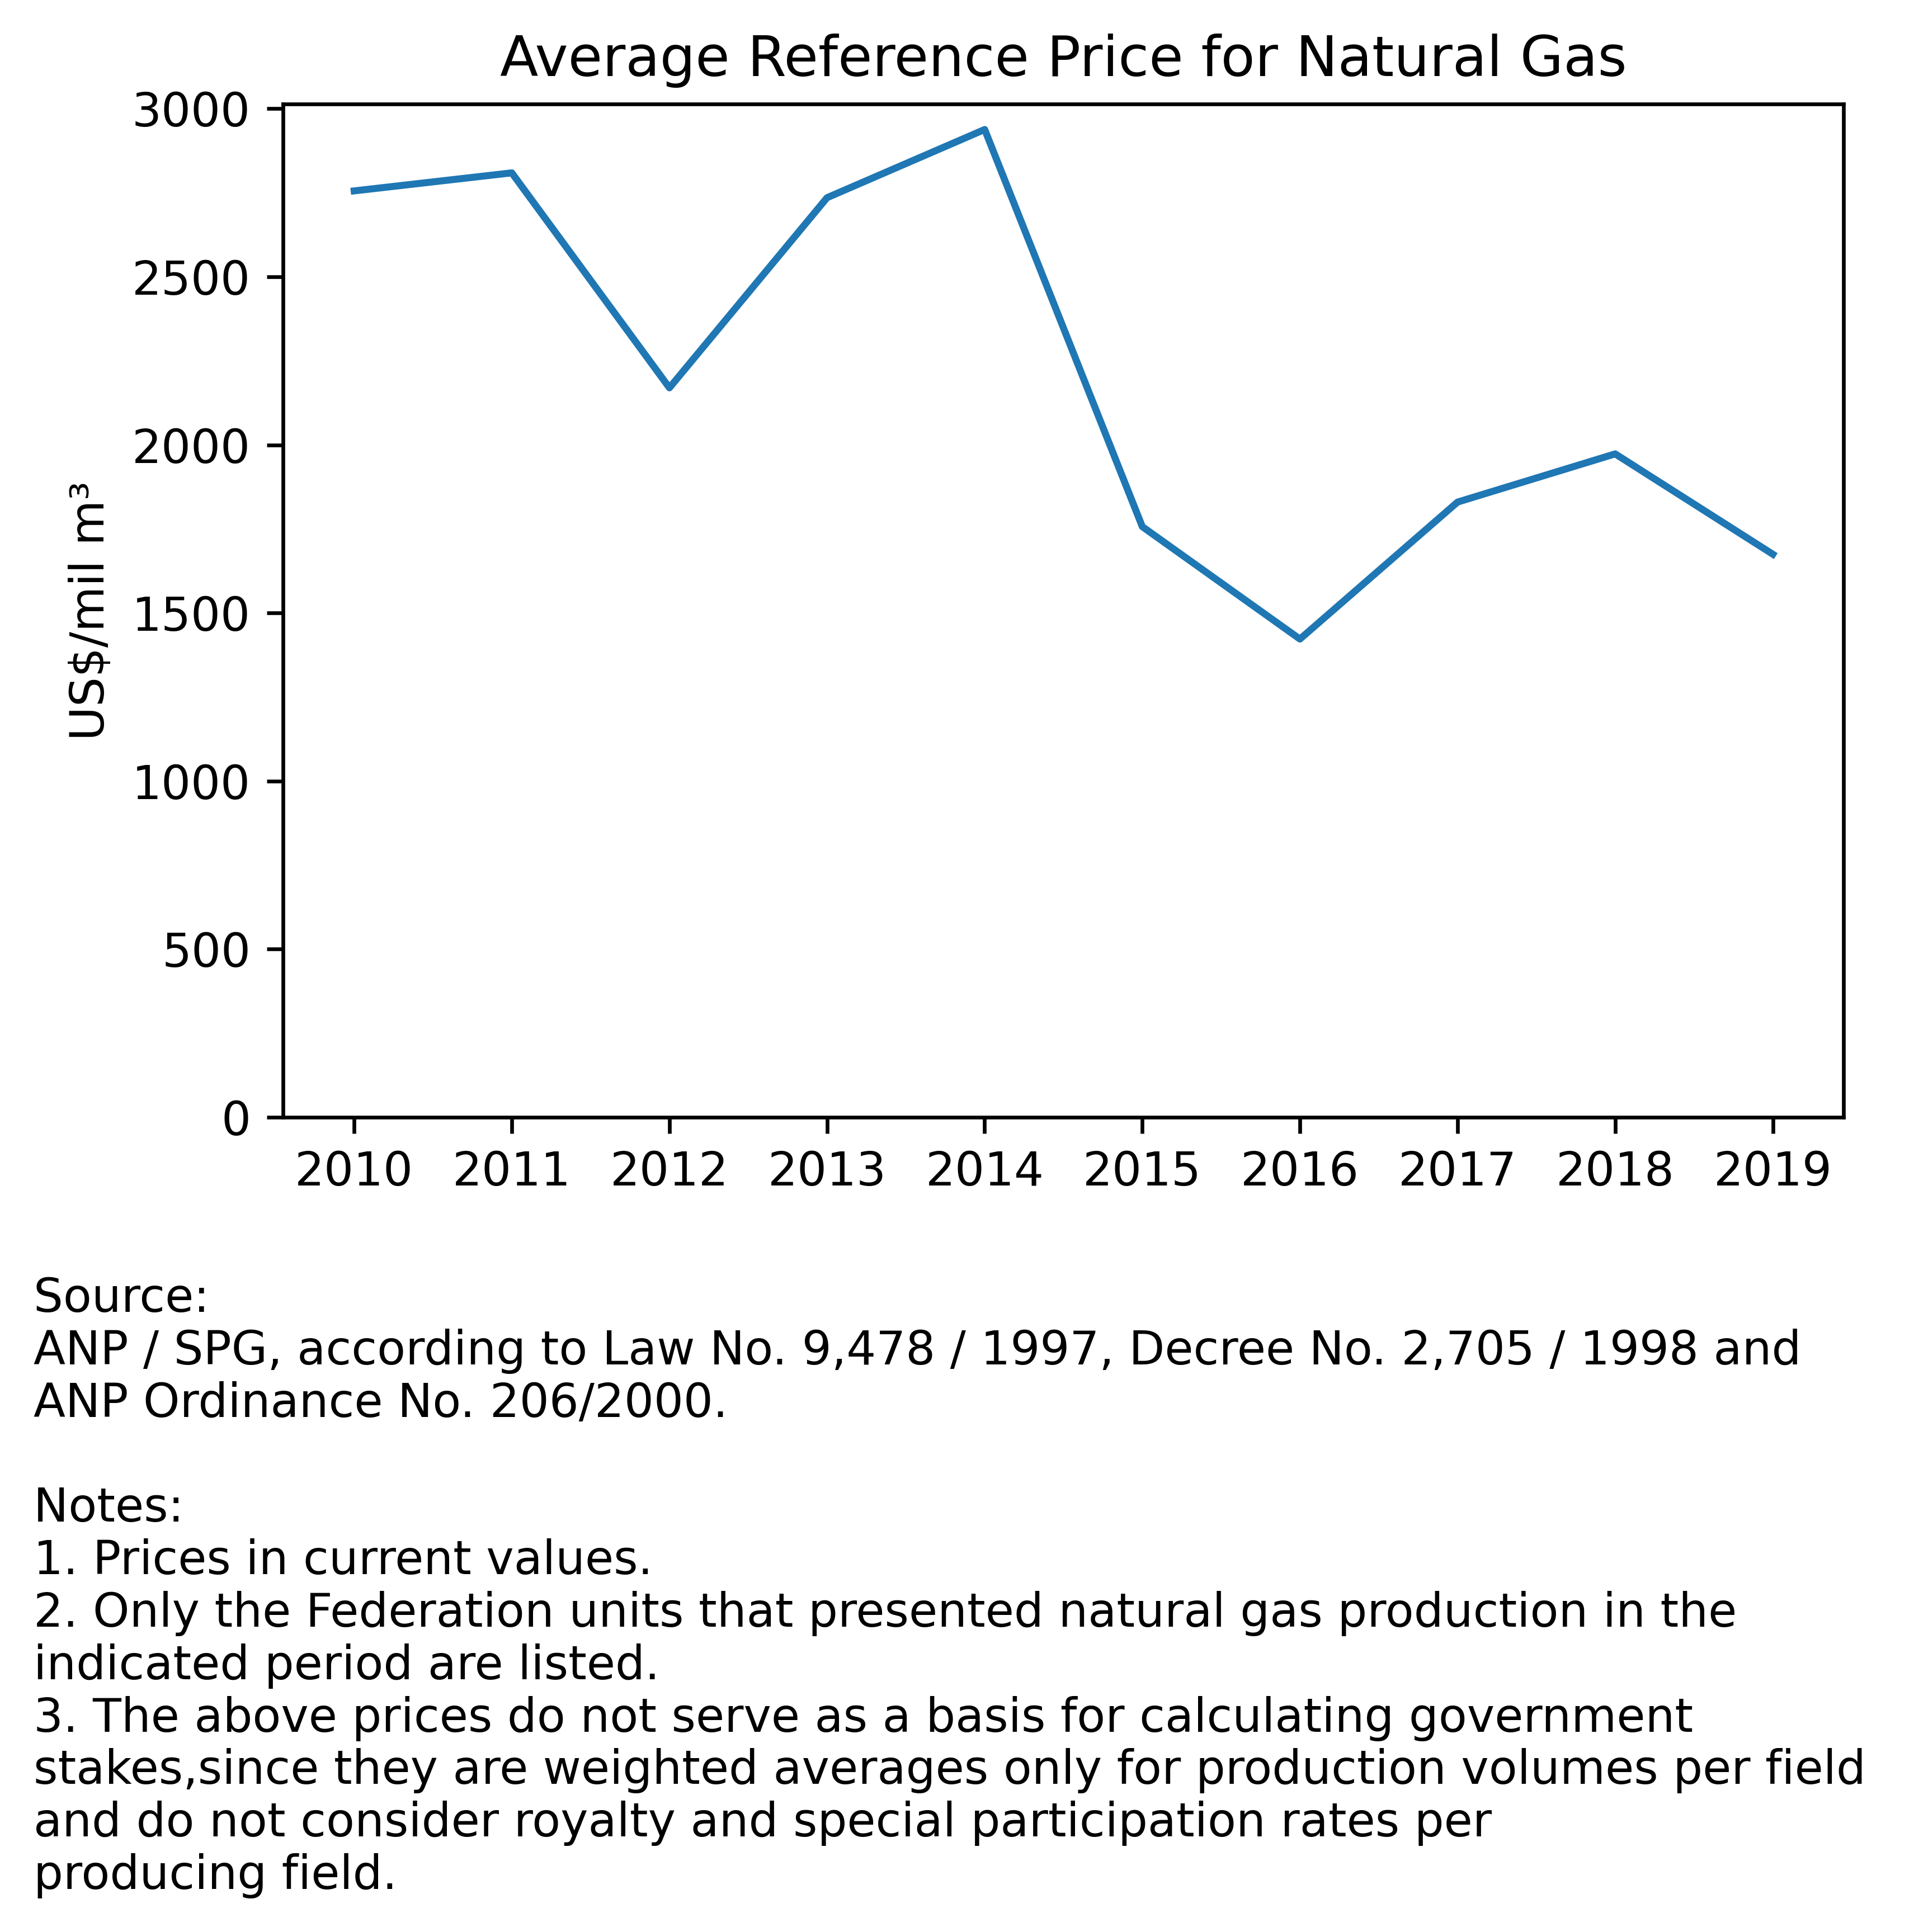 Average Reference Price for Natural Gas
3000
2500
2000
1500
1000
500
0
US$/mil m³
2010 2011 2012 2013 2014 2015 2016 2017 2018 2019
Source:
ANP / SPG, according to Law No. 9,478 / 1997, Decree No. 2,705 / 1998 and
ANP Ordinance No. 206/2000.
Notes:
1. Prices in current values.
2. Only the Federation units that presented natural gas production in the
indicated period are listed.
3. The above prices do not serve as a basis for calculating government
stakes,since they are weighted averages only for production volumes per field
and do not consider royalty and special participation rates per
producing field.